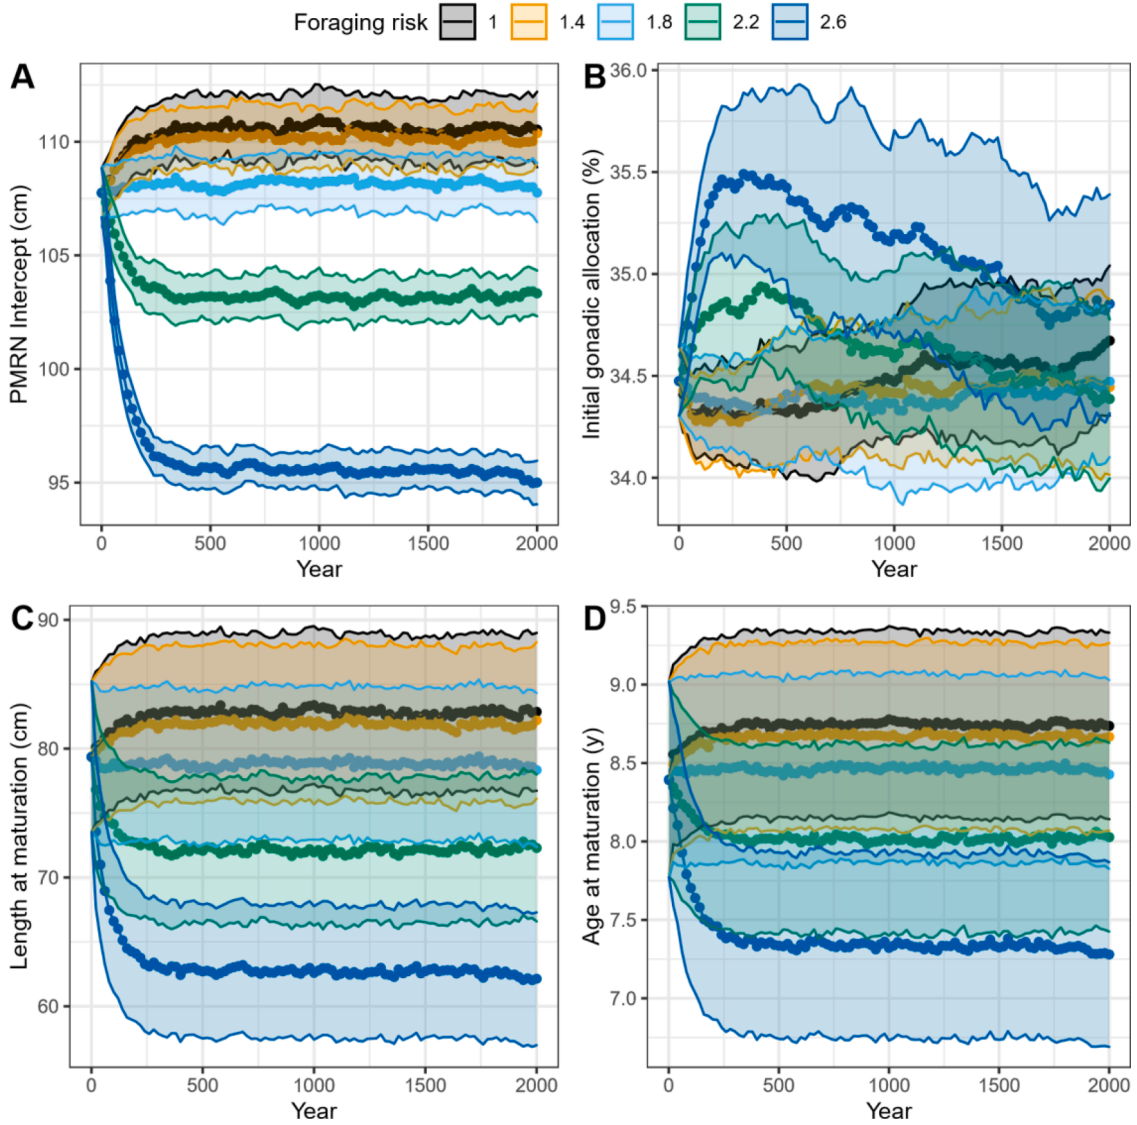 Foraging risk 1 1.4 1.8 2.2 2.6
A
PMRN Intercept (cm)
110
105
100
95
0 500 1000 1500 2000
Year
B
Initial gonadic allocation (%)
36.0
35.5
35.0
34.5
34.0
0 500 1000 1500 2000
Year
C
Length at maturation (cm)
90
80
70
60
0 500 1000 1500 2000
Year
D
Age at maturation (y)
9.5
9.0
8.5
8.0
7.5
7.0
0 500 1000 1500 2000
Year